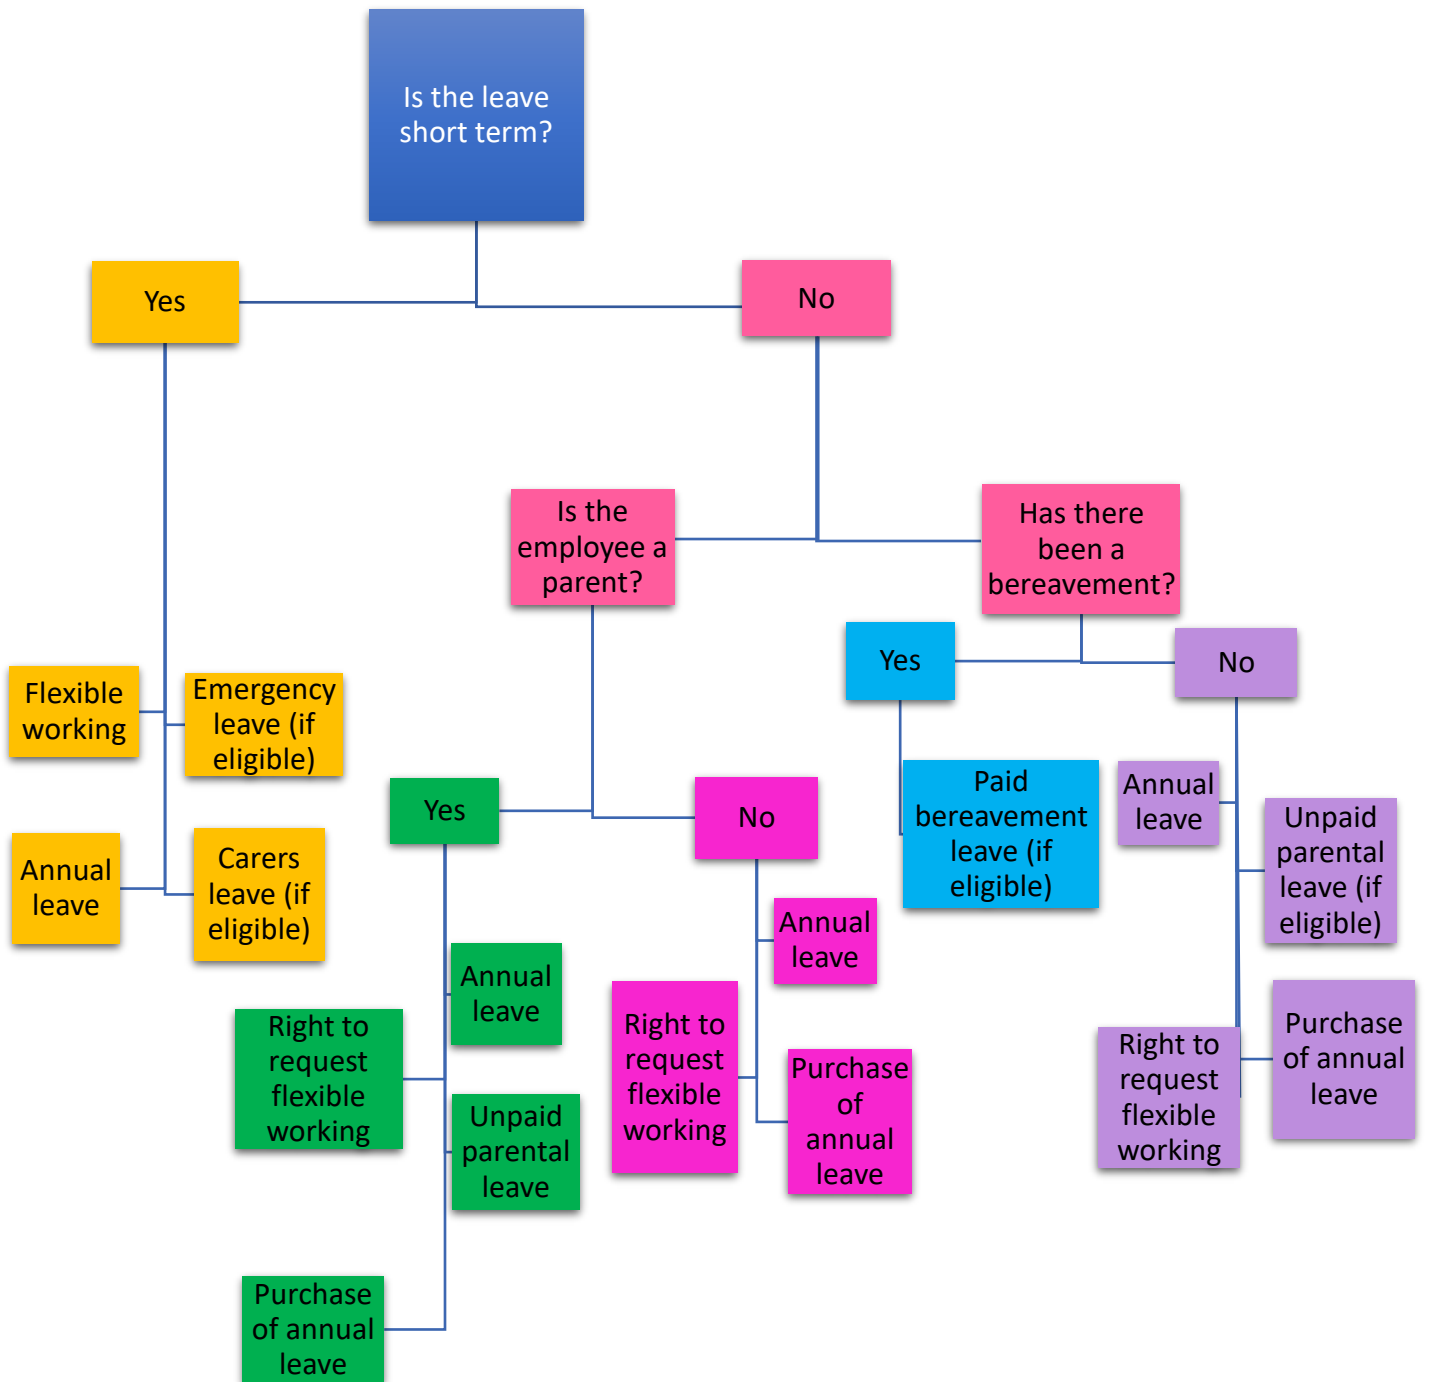 Is the leave
short term?
Yes
No
Is the
employee a
parent?
Has there
been a
bereavement?
Yes
No
Flexible
working
Emergency
leave (if
eligible)
Annual
leave
Carers
leave (if
eligible)
Yes
No
Paid
bereavement
leave (if
eligible)
Annual
leave
Unpaid
parental
leave (if
eligible)
Annual
leave
Right to
request
flexible
working
Unpaid
parental
leave
Purchase
of annual
leave
Annual
leave
Right to
request
flexible
working
Purchase
of
annual
leave
Right to
request
flexible
working
Purchase
of annual
leave